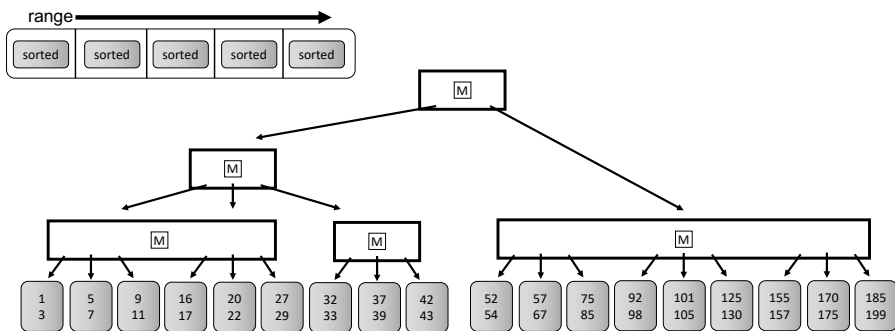 range
sorted sorted sorted sorted sorted
M
M
M M M
1 5 9 16 20 27 32 37 42 52 57 75 92 101 125 155 170 185
3 7 11 17 22 29 33 39 43 54 67 85 98 105 130 157 175 199